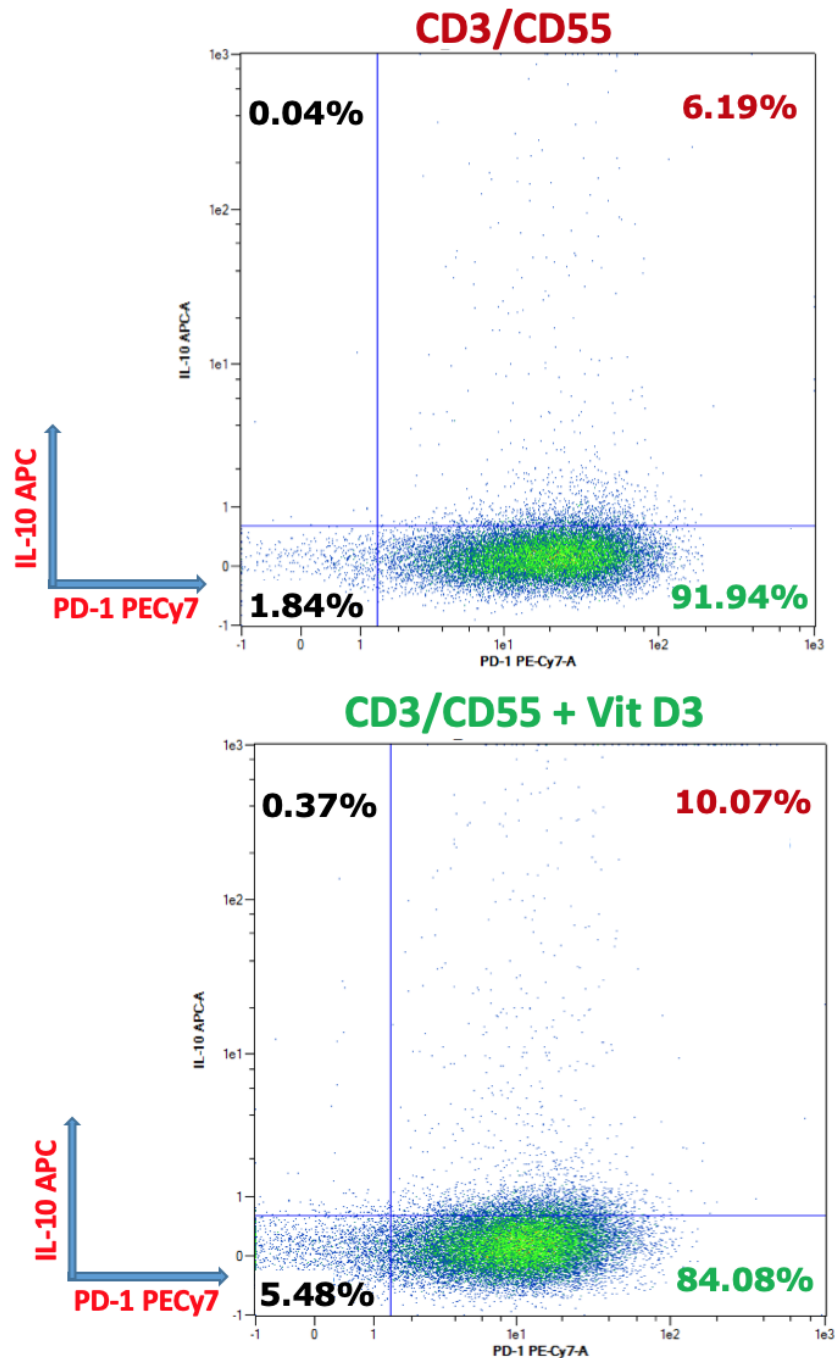 CD3/CD55
1e3
0.04%
6.19%
1e2
IL-10 APC-A
1e1
IL-10 APC
1
0
PD-1 PECy7
1.84%
91.94%
-1
-1 0 1 1e1 1e2 1e3
PD-1 PE-Cy7-A
CD3/CD55 + Vit D3
1e3
0.37%
10.07%
1e2
IL-10 APC-A
1e1
IL-10 APC
1
0
PD-1 PECy7
5.48%
84.08%
-1
-1 0 1 1e1 1e2 1e3
PD-1 PE-Cy7-A